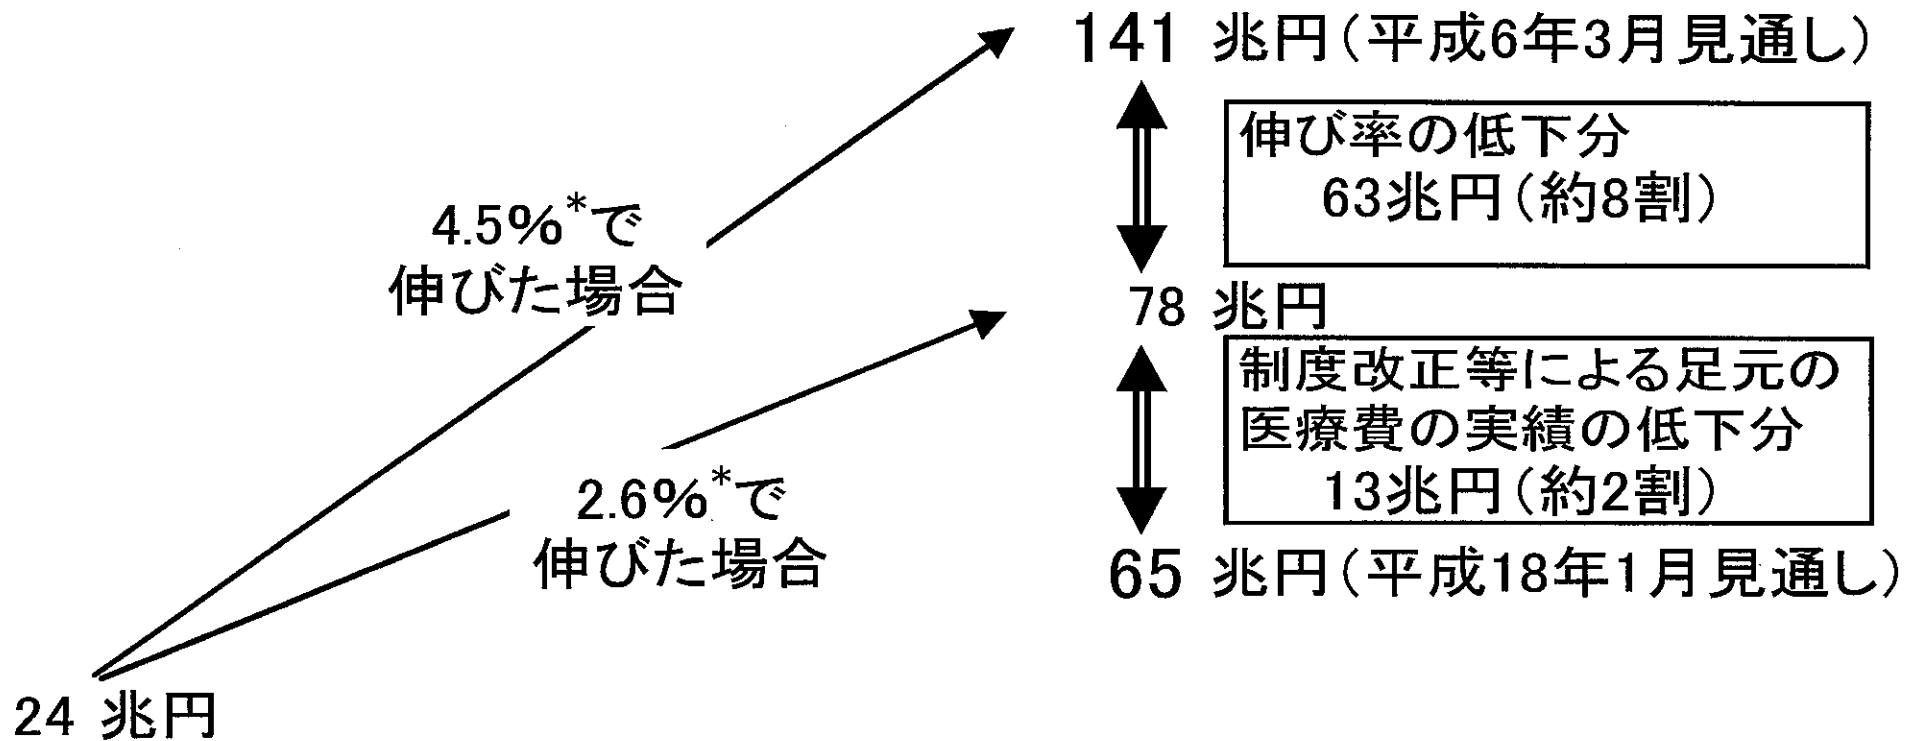 141 兆円(平成6年3月見通し)
伸び率の低下分
63兆円(約8割)
4.5%*で
伸びた場合
78 兆円
制度改正等による足元の
医療費の実績の低下分
13兆円(約2割)
2.6%*で
伸びた場合
65 兆円(平成18年1月見通し)
24 兆円